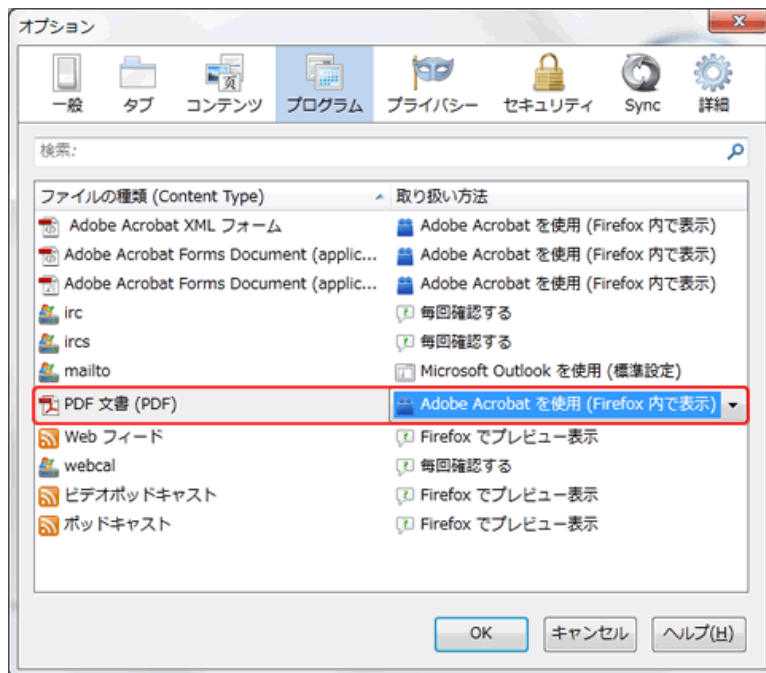 オプション
一般 タブ コンテンツ プログラム プライバシー セキュリティ Sync 詳細
検索:
ファイルの種類 (Content Type) 取り扱い方法
Adobe Acrobat XML フォーム Adobe Acrobat を使用 (Firefox 内で表示)
Adobe Acrobat Forms Document (applic... Adobe Acrobat を使用 (Firefox 内で表示)
Adobe Acrobat Forms Document (applic... Adobe Acrobat を使用 (Firefox 内で表示)
irc 毎回確認する
ircs 毎回確認する
mailto Microsoft Outlook を使用 (標準設定)
PDF 文書 (PDF) Adobe Acrobat を使用 (Firefox 内で表示)
Web フィード Firefox でプレビュー表示
webcal 毎回確認する
ビデオポッドキャスト Firefox でプレビュー表示
ポッドキャスト Firefox でプレビュー表示
OK キャンセル ヘルプ(H)